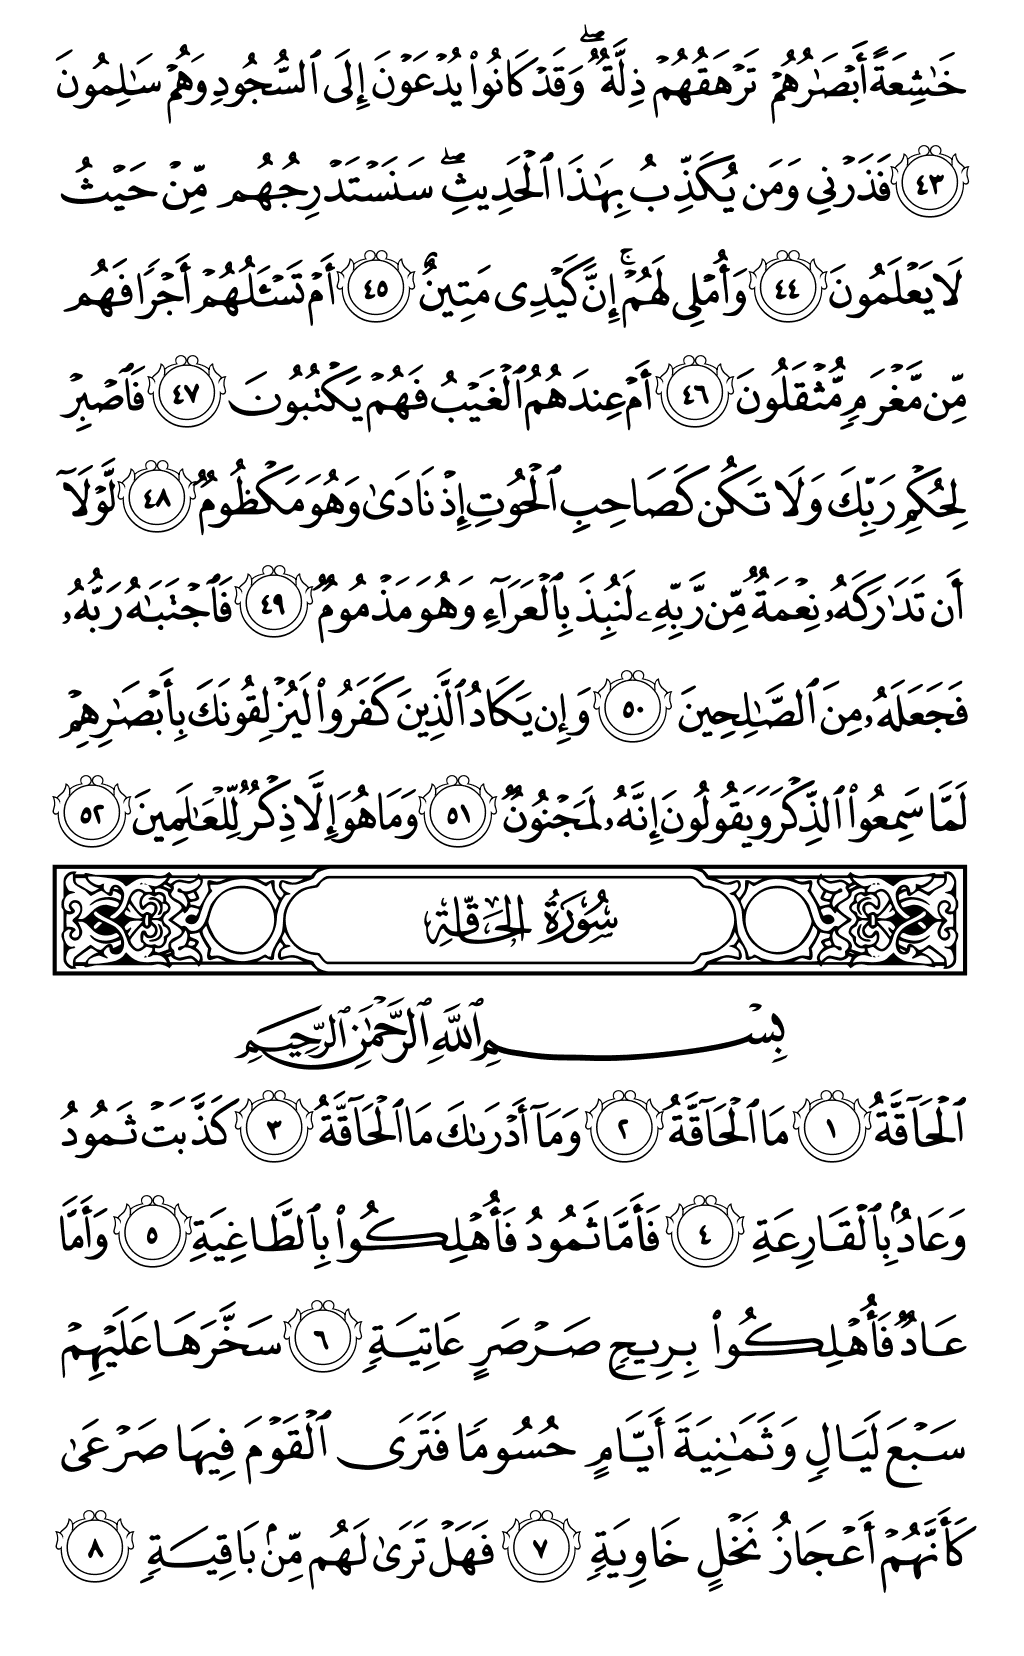 خَـٰشِعَةً أَبْصَـٰرُهُمْ تَرْهَقُهُمْ ذِلَّةٌ ۖ وَقَدْ كَانُوا۟ يُدْعَوْنَ إِلَى ٱلسُّجُودِ وَهُمْ سَـٰلِمُونَ
٤٣ فَذَرْنِى وَمَن يُكَذِّبُ بِهَـٰذَا ٱلْحَدِيثِ ۖ سَنَسْتَدْرِجُهُم مِّنْ حَيْثُ
لَا يَعْلَمُونَ ٤٤ وَأُمْلِى لَهُمْ ۚ إِنَّ كَيْدِى مَتِينٌ ٤٥ أَمْ تَسْـَٔلُهُمْ أَجْرًا فَهُم
مِّن مَّغْرَمٍ مُّثْقَلُونَ ٤٦ أَمْ عِندَهُمُ ٱلْغَيْبُ فَهُمْ يَكْتُبُونَ ٤٧ فَٱصْبِرْ
لِحُكْمِ رَبِّكَ وَلَا تَكُن كَصَاحِبِ ٱلْحُوتِ إِذْ نَادَىٰ وَهُوَ مَكْظُومٌ ٤٨ لَّوْلَآ
أَن تَدَٰرَكَهُۥ نِعْمَةٌ مِّن رَّبِّهِۦ لَنُبِذَ بِٱلْعَرَآءِ وَهُوَ مَذْمُومٌ ٤٩ فَٱجْتَبَـٰهُ رَبُّهُۥ
فَجَعَلَهُۥ مِنَ ٱلصَّـٰلِحِينَ ٥٠ وَإِن يَكَادُ ٱلَّذِينَ كَفَرُوا۟ لَيُزْلِقُونَكَ بِأَبْصَـٰرِهِمْ
لَمَّا سَمِعُوا۟ ٱلذِّكْرَ وَيَقُولُونَ إِنَّهُۥ لَمَجْنُونٌ ٥١ وَمَا هُوَ إِلَّا ذِكْرٌ لِّلْعَـٰلَمِينَ ٥٢
سُورَةُ الحَاقَّةِ
بِسْمِ ٱللَّهِ ٱلرَّحْمَـٰنِ ٱلرَّحِيمِ
ٱلْحَآقَّةُ ١ مَا ٱلْحَآقَّةُ ٢ وَمَآ أَدْرَىٰكَ مَا ٱلْحَآقَّةُ ٣ كَذَّبَتْ ثَمُودُ
وَعَادٌۢ بِٱلْقَارِعَةِ ٤ فَأَمَّا ثَمُودُ فَأُهْلِكُوا۟ بِٱلطَّاغِيَةِ ٥ وَأَمَّا
عَادٌ فَأُهْلِكُوا۟ بِرِيحٍ صَرْصَرٍ عَاتِيَةٍ ٦ سَخَّرَهَا عَلَيْهِمْ
سَبْعَ لَيَالٍ وَثَمَـٰنِيَةَ أَيَّامٍ حُسُومًا فَتَرَى ٱلْقَوْمَ فِيهَا صَرْعَىٰ
كَأَنَّهُمْ أَعْجَازُ نَخْلٍ خَاوِيَةٍ ٧ فَهَلْ تَرَىٰ لَهُم مِّنۢ بَاقِيَةٍ ٨